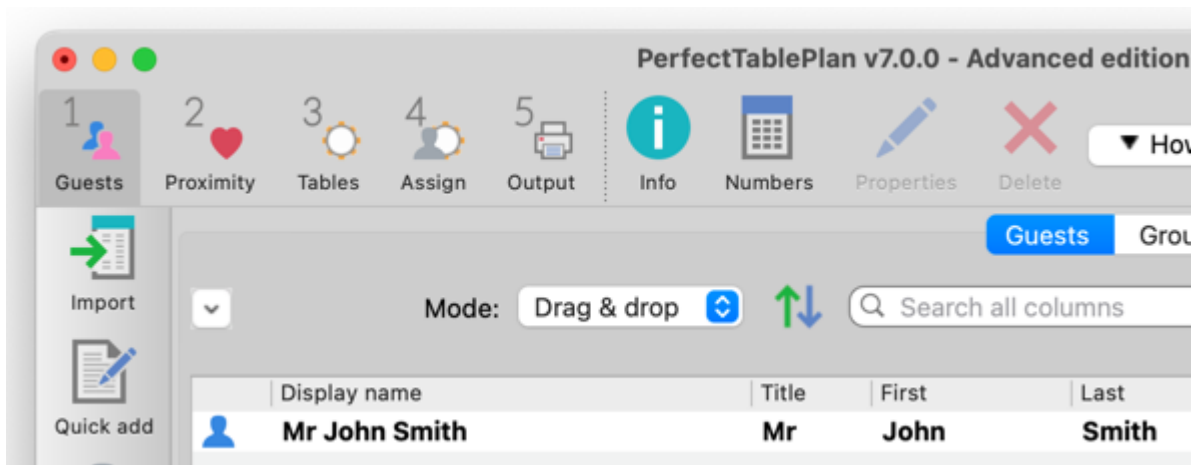 PerfectTablePlan v7.0.0 - Advanced edition
1 2 3 4 5
Guests Proximity Tables Assign Output Info Numbers Properties Delete
▼ How
Guests Grou
Import
Mode: Drag & drop Search all columns
Quick add
Display name Title First Last
Mr John Smith Mr John Smith